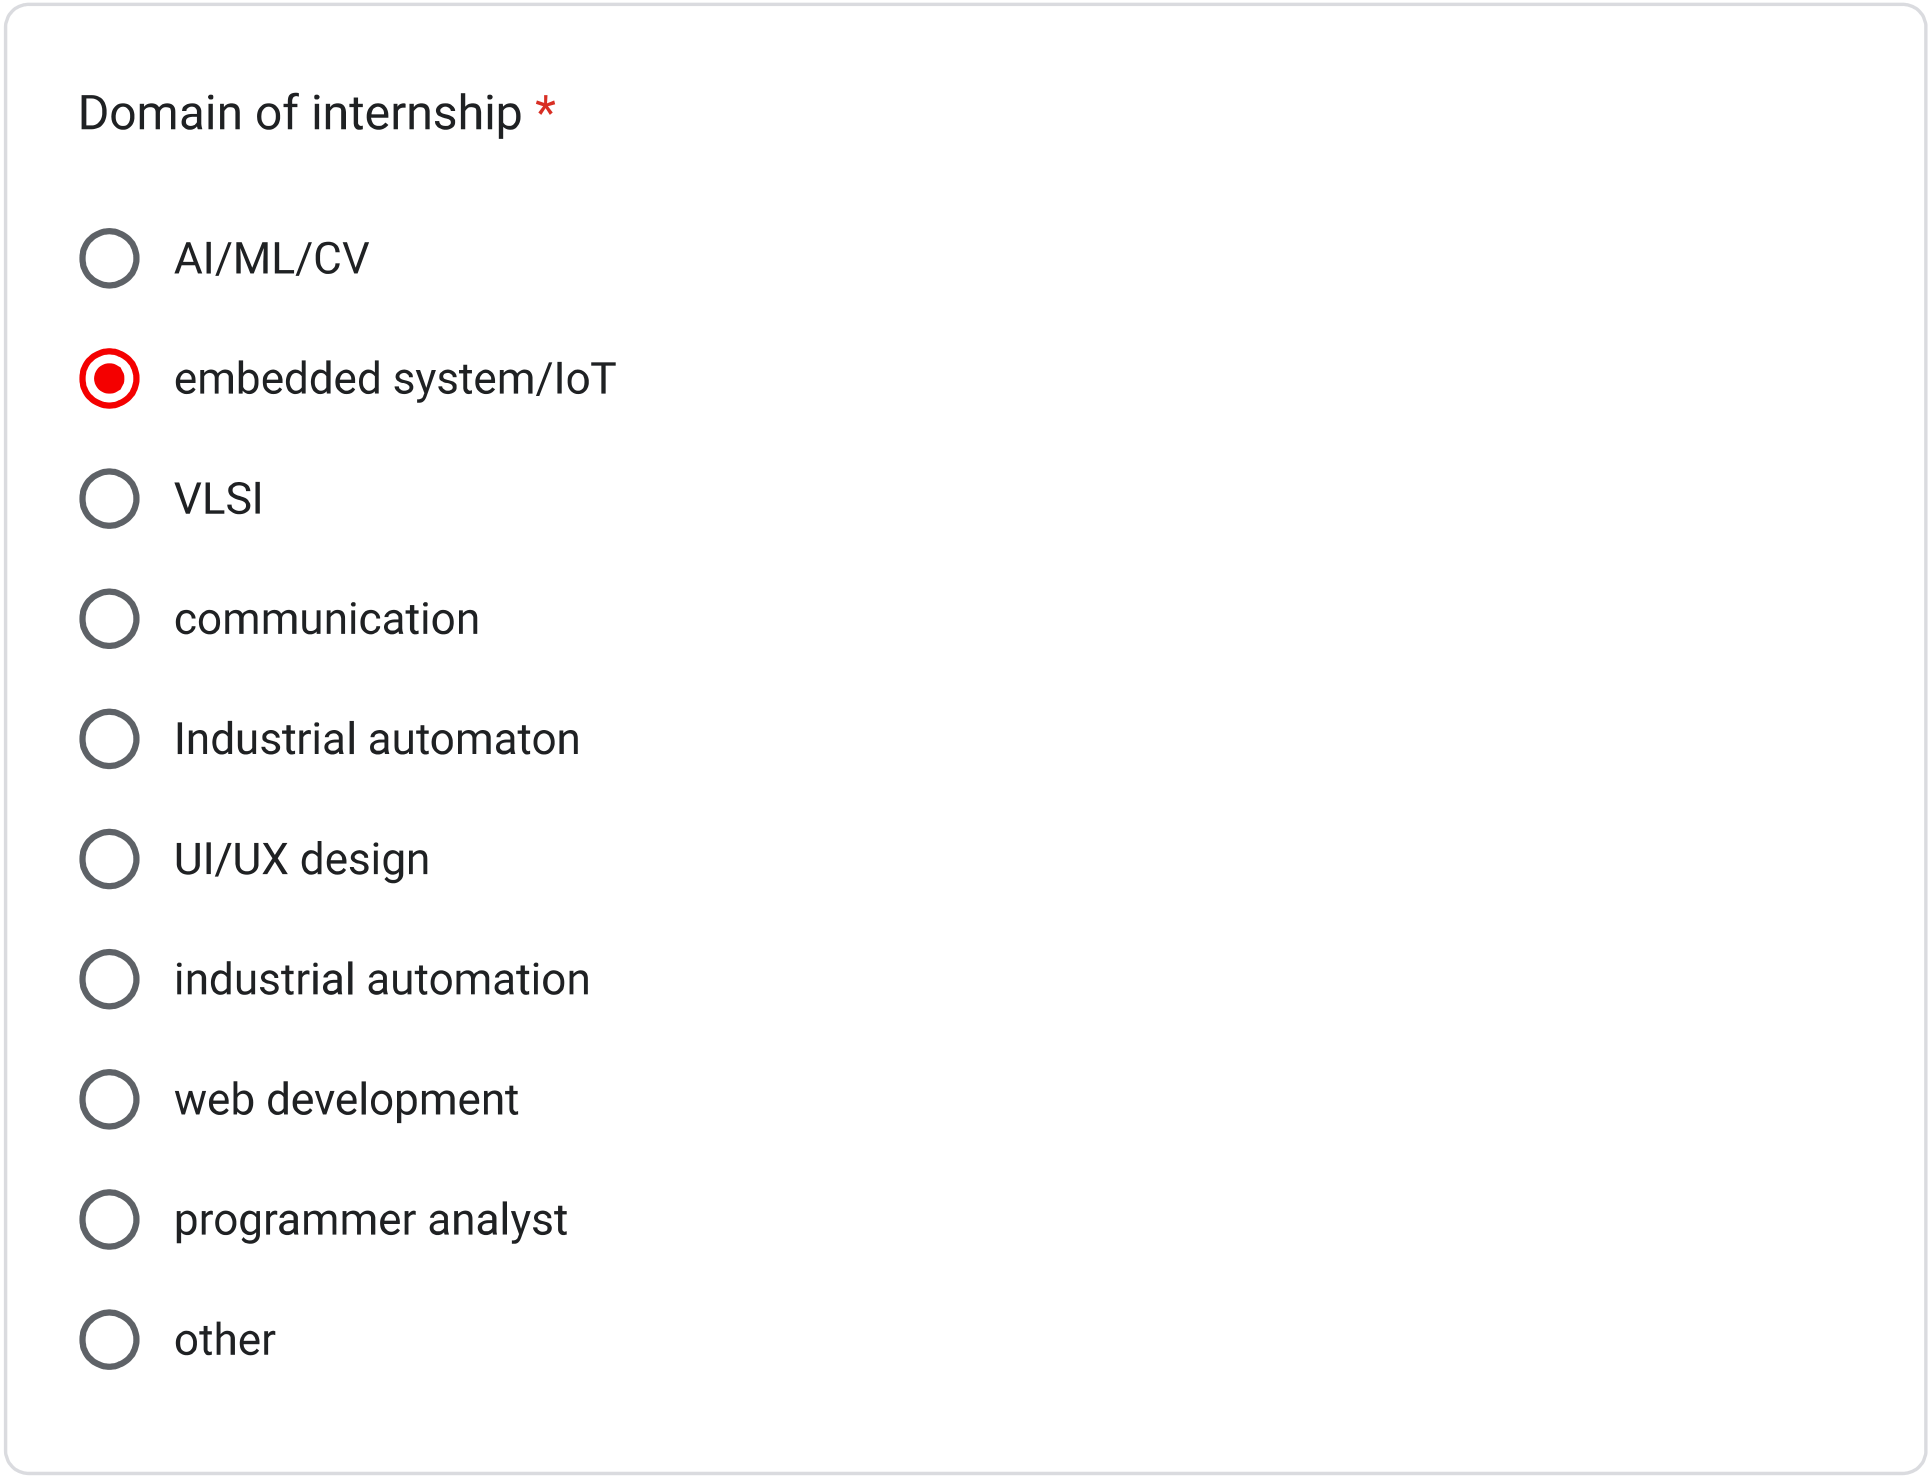 Domain of internship *
AI/ML/CV
embedded system/IoT
VLSI
communication
Industrial automaton
UI/UX design
industrial automation
web development
programmer analyst
other